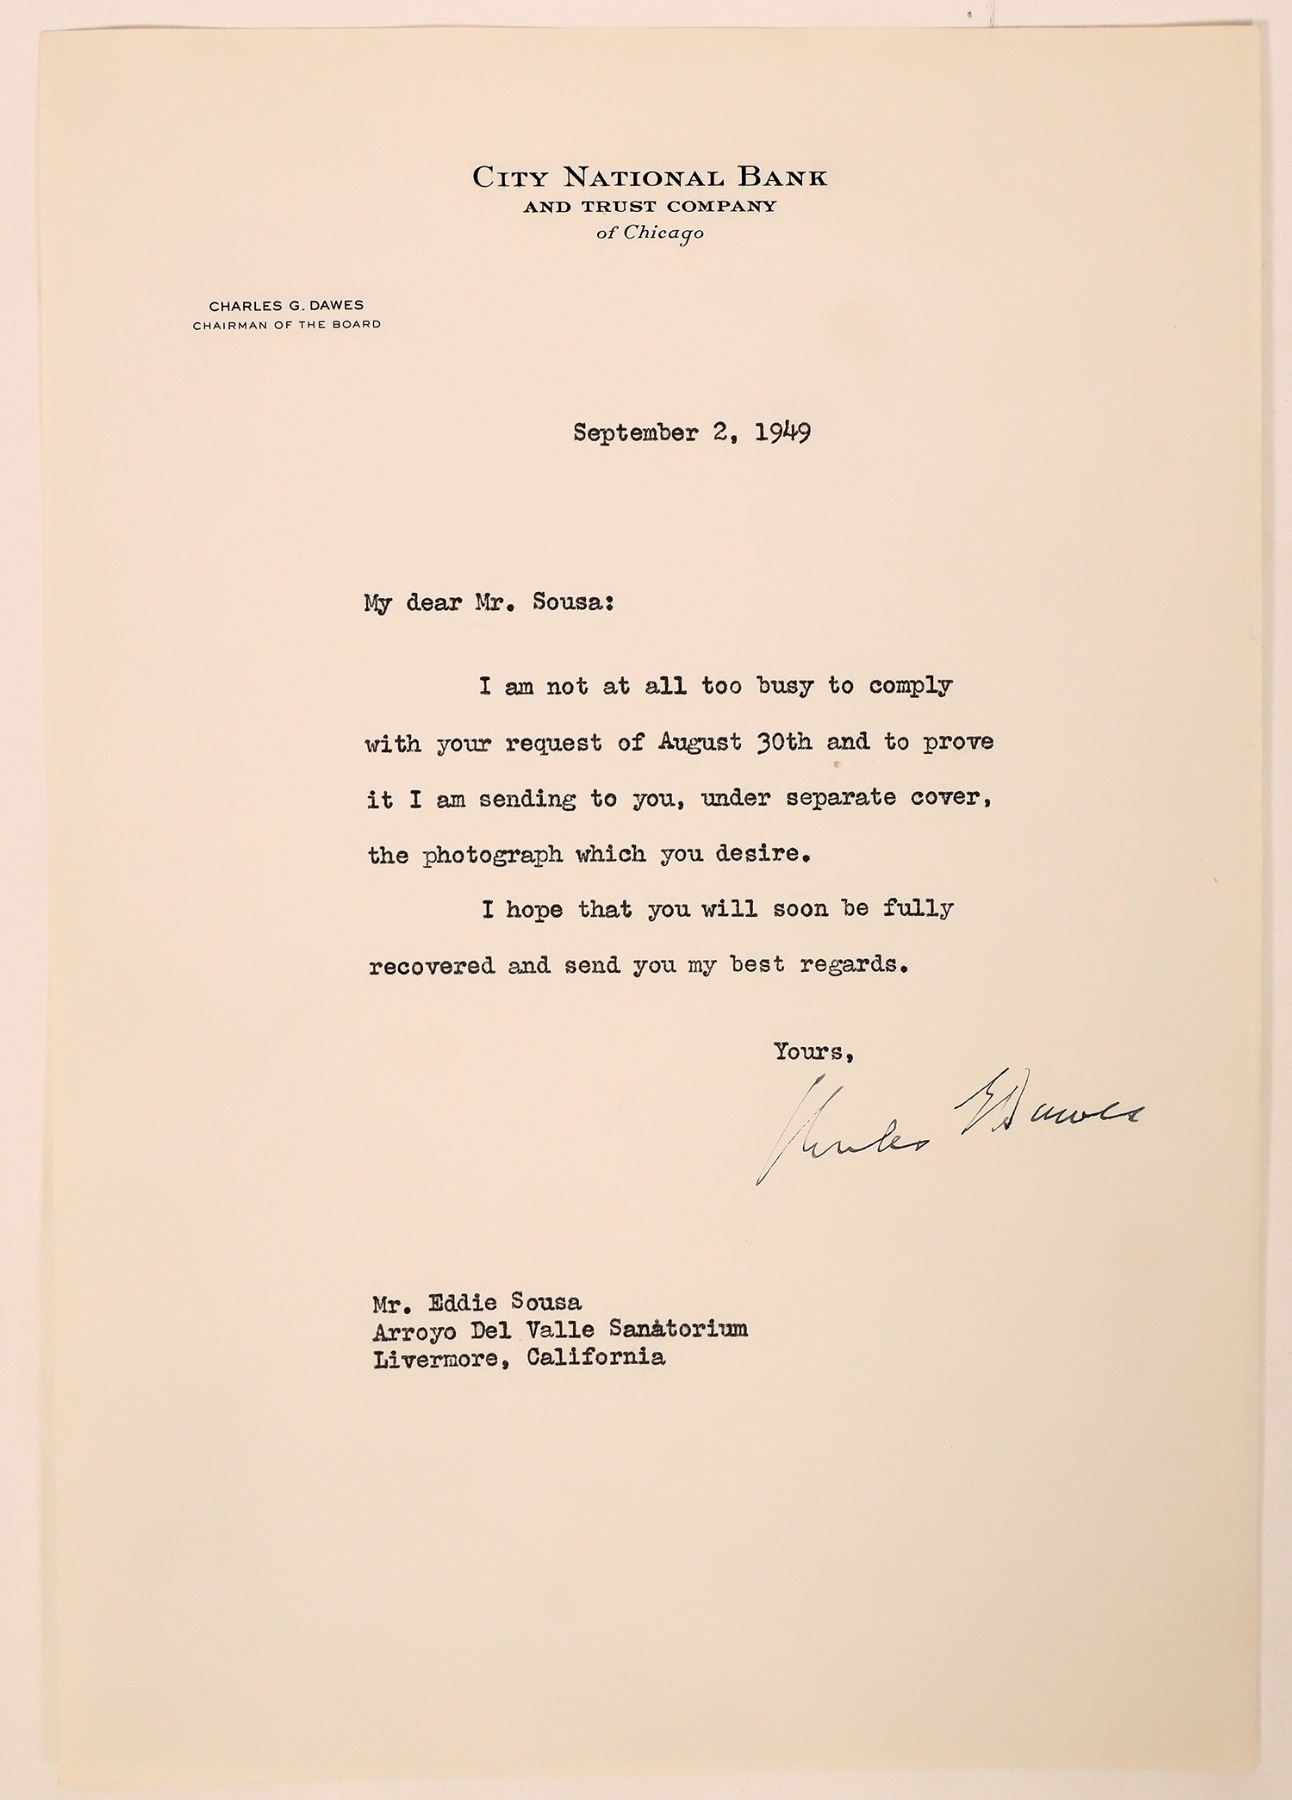 CITY NATIONAL BANK
AND TRUST COMPANY
of Chicago
CHARLES G. DAWES
CHAIRMAN OF THE BOARD
September 2, 1949
My dear Mr. Sousa:
I am not at all too busy to comply
with your request of August 30th and to prove
it I am sending to you, under separate cover,
the photograph which you desire.
I hope that you will soon be fully
recovered and send you my best regards.
Yours,
Charles G Dawes
Mr. Eddie Sousa
Arroyo Del Valle Sanatorium
Livermore, California